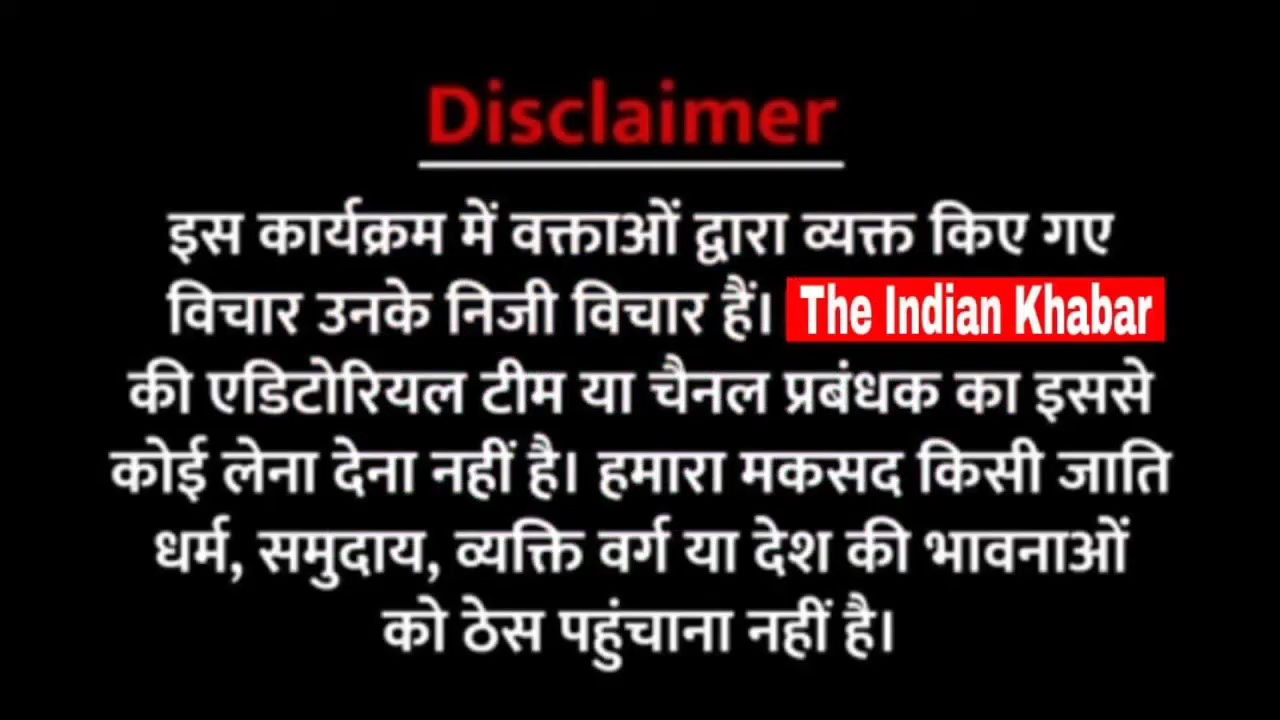 Disclaimer
इस कार्यक्रम में वक्ताओं द्वारा व्यक्त किए गए
विचार उनके निजी विचार हैं। The Indian Khabar
की एडिटोरियल टीम या चैनल प्रबंधक का इससे
कोई लेना देना नहीं है। हमारा मकसद किसी जाति
धर्म, समुदाय, व्यक्ति वर्ग या देश की भावनाओं
को ठेस पहुंचाना नहीं है।